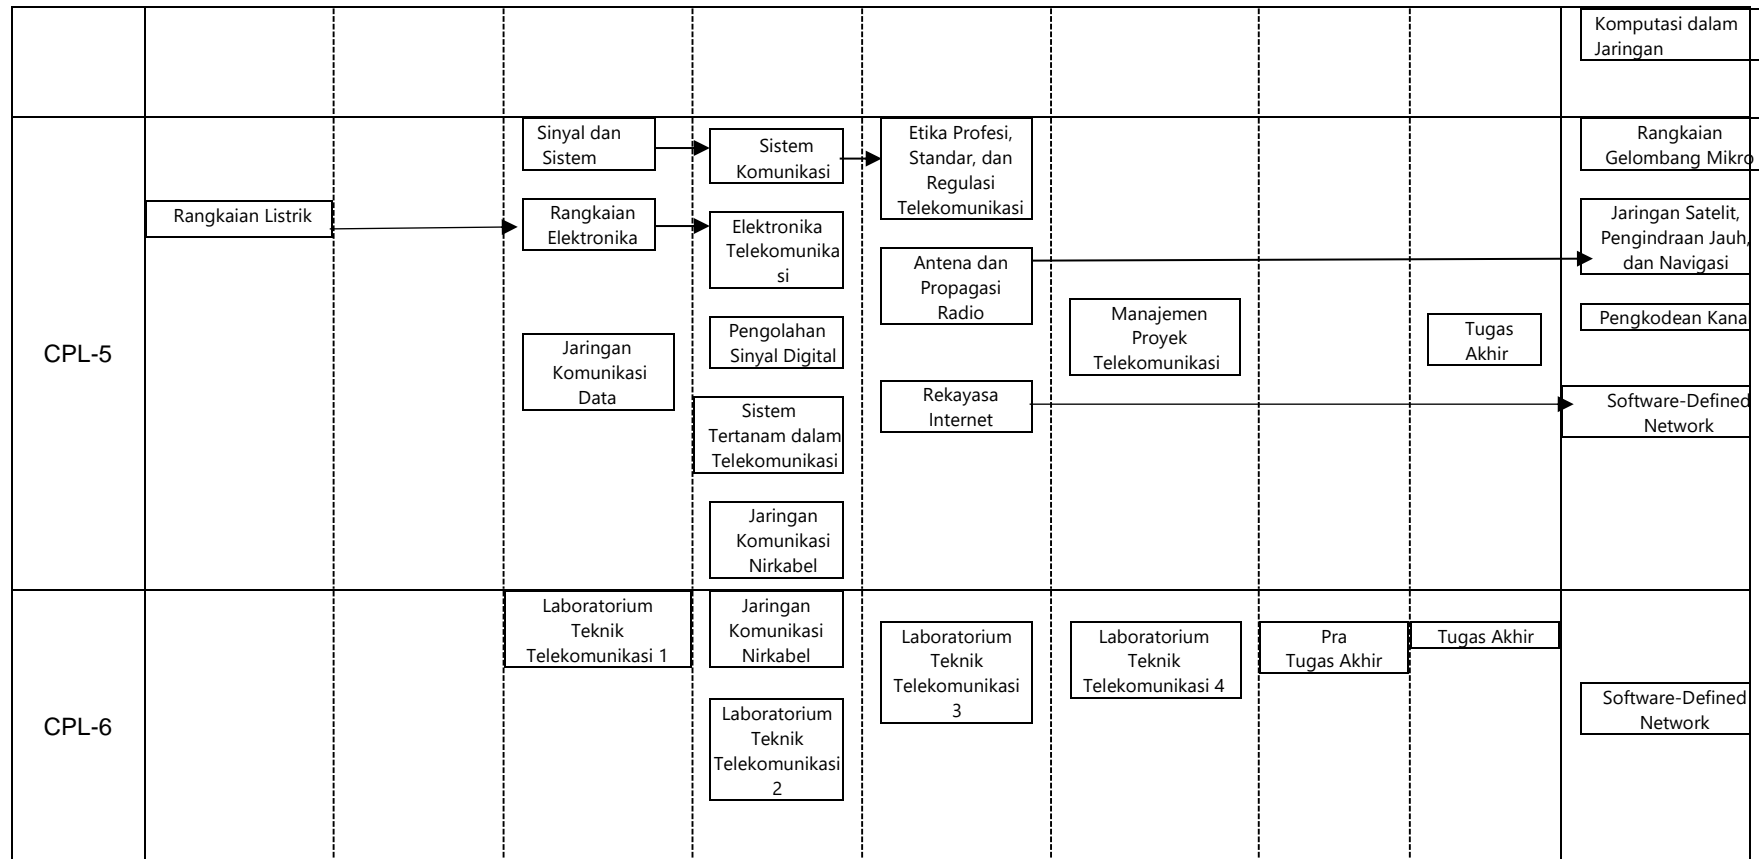 Komputasi dalam
Jaringan
CPL-5
Rangkaian Listrik
Sinyal dan
Sistem
Rangkaian
Elektronika
Jaringan
Komunikasi
Data
Sistem
Komunikasi
Elektronika
Telekomunika
si
Pengolahan
Sinyal Digital
Sistem
Tertanam dalam
Telekomunikasi
Jaringan
Komunikasi
Nirkabel
Etika Profesi,
Standar, dan
Regulasi
Telekomunikasi
Antena dan
Propagasi
Radio
Rekayasa
Internet
Manajemen
Proyek
Telekomunikasi
Tugas
Akhir
Rangkaian
Gelombang Mikro
Jaringan Satelit,
Pengindraan Jauh,
dan Navigasi
Pengkodean Kanal
Software-Defined
Network
CPL-6
Laboratorium
Teknik
Telekomunikasi 1
Jaringan
Komunikasi
Nirkabel
Laboratorium
Teknik
Telekomunikasi
2
Laboratorium
Teknik
Telekomunikasi
3
Laboratorium
Teknik
Telekomunikasi 4
Pra
Tugas Akhir
Tugas Akhir
Software-Defined
Network